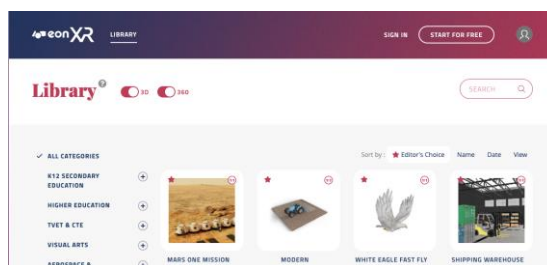 eonXR LIBRARY SIGN IN START FOR FREE
Library ? 3D 360 SEARCH
ALL CATEGORIES Sort by : Editor's Choice Name Date View
K12 SECONDARY
EDUCATION
HIGHER EDUCATION
TVET & CTE
VISUAL ARTS
AEROSPACE &
MARS ONE MISSION MODERN WHITE EAGLE FAST FLY SHIPPING WAREHOUSE